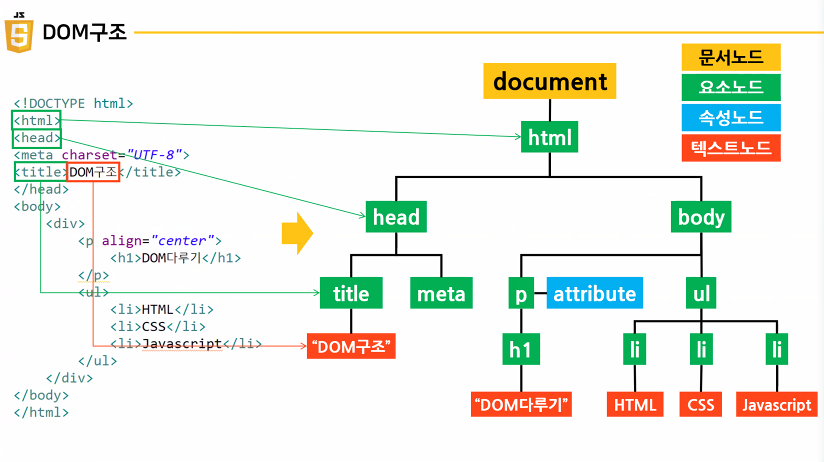 JS
5
DOM구조
문서노드
요소노드
속성노드
텍스트노드
<!DOCTYPE html>
<html>
<head>
<meta charset="UTF-8">
<title>DOM구조</title>
</head>
<body>
<div>
<p align="center">
<h1>DOM다루기</h1>
</p>
<ul>
<li>HTML</li>
<li>CSS</li>
<li>Javascript</li>
</ul>
</div>
</body>
</html>
document
html
head
body
title
meta
p
attribute
ul
"DOM구조"
h1
li
li
li
"DOM다루기"
HTML
CSS
Javascript